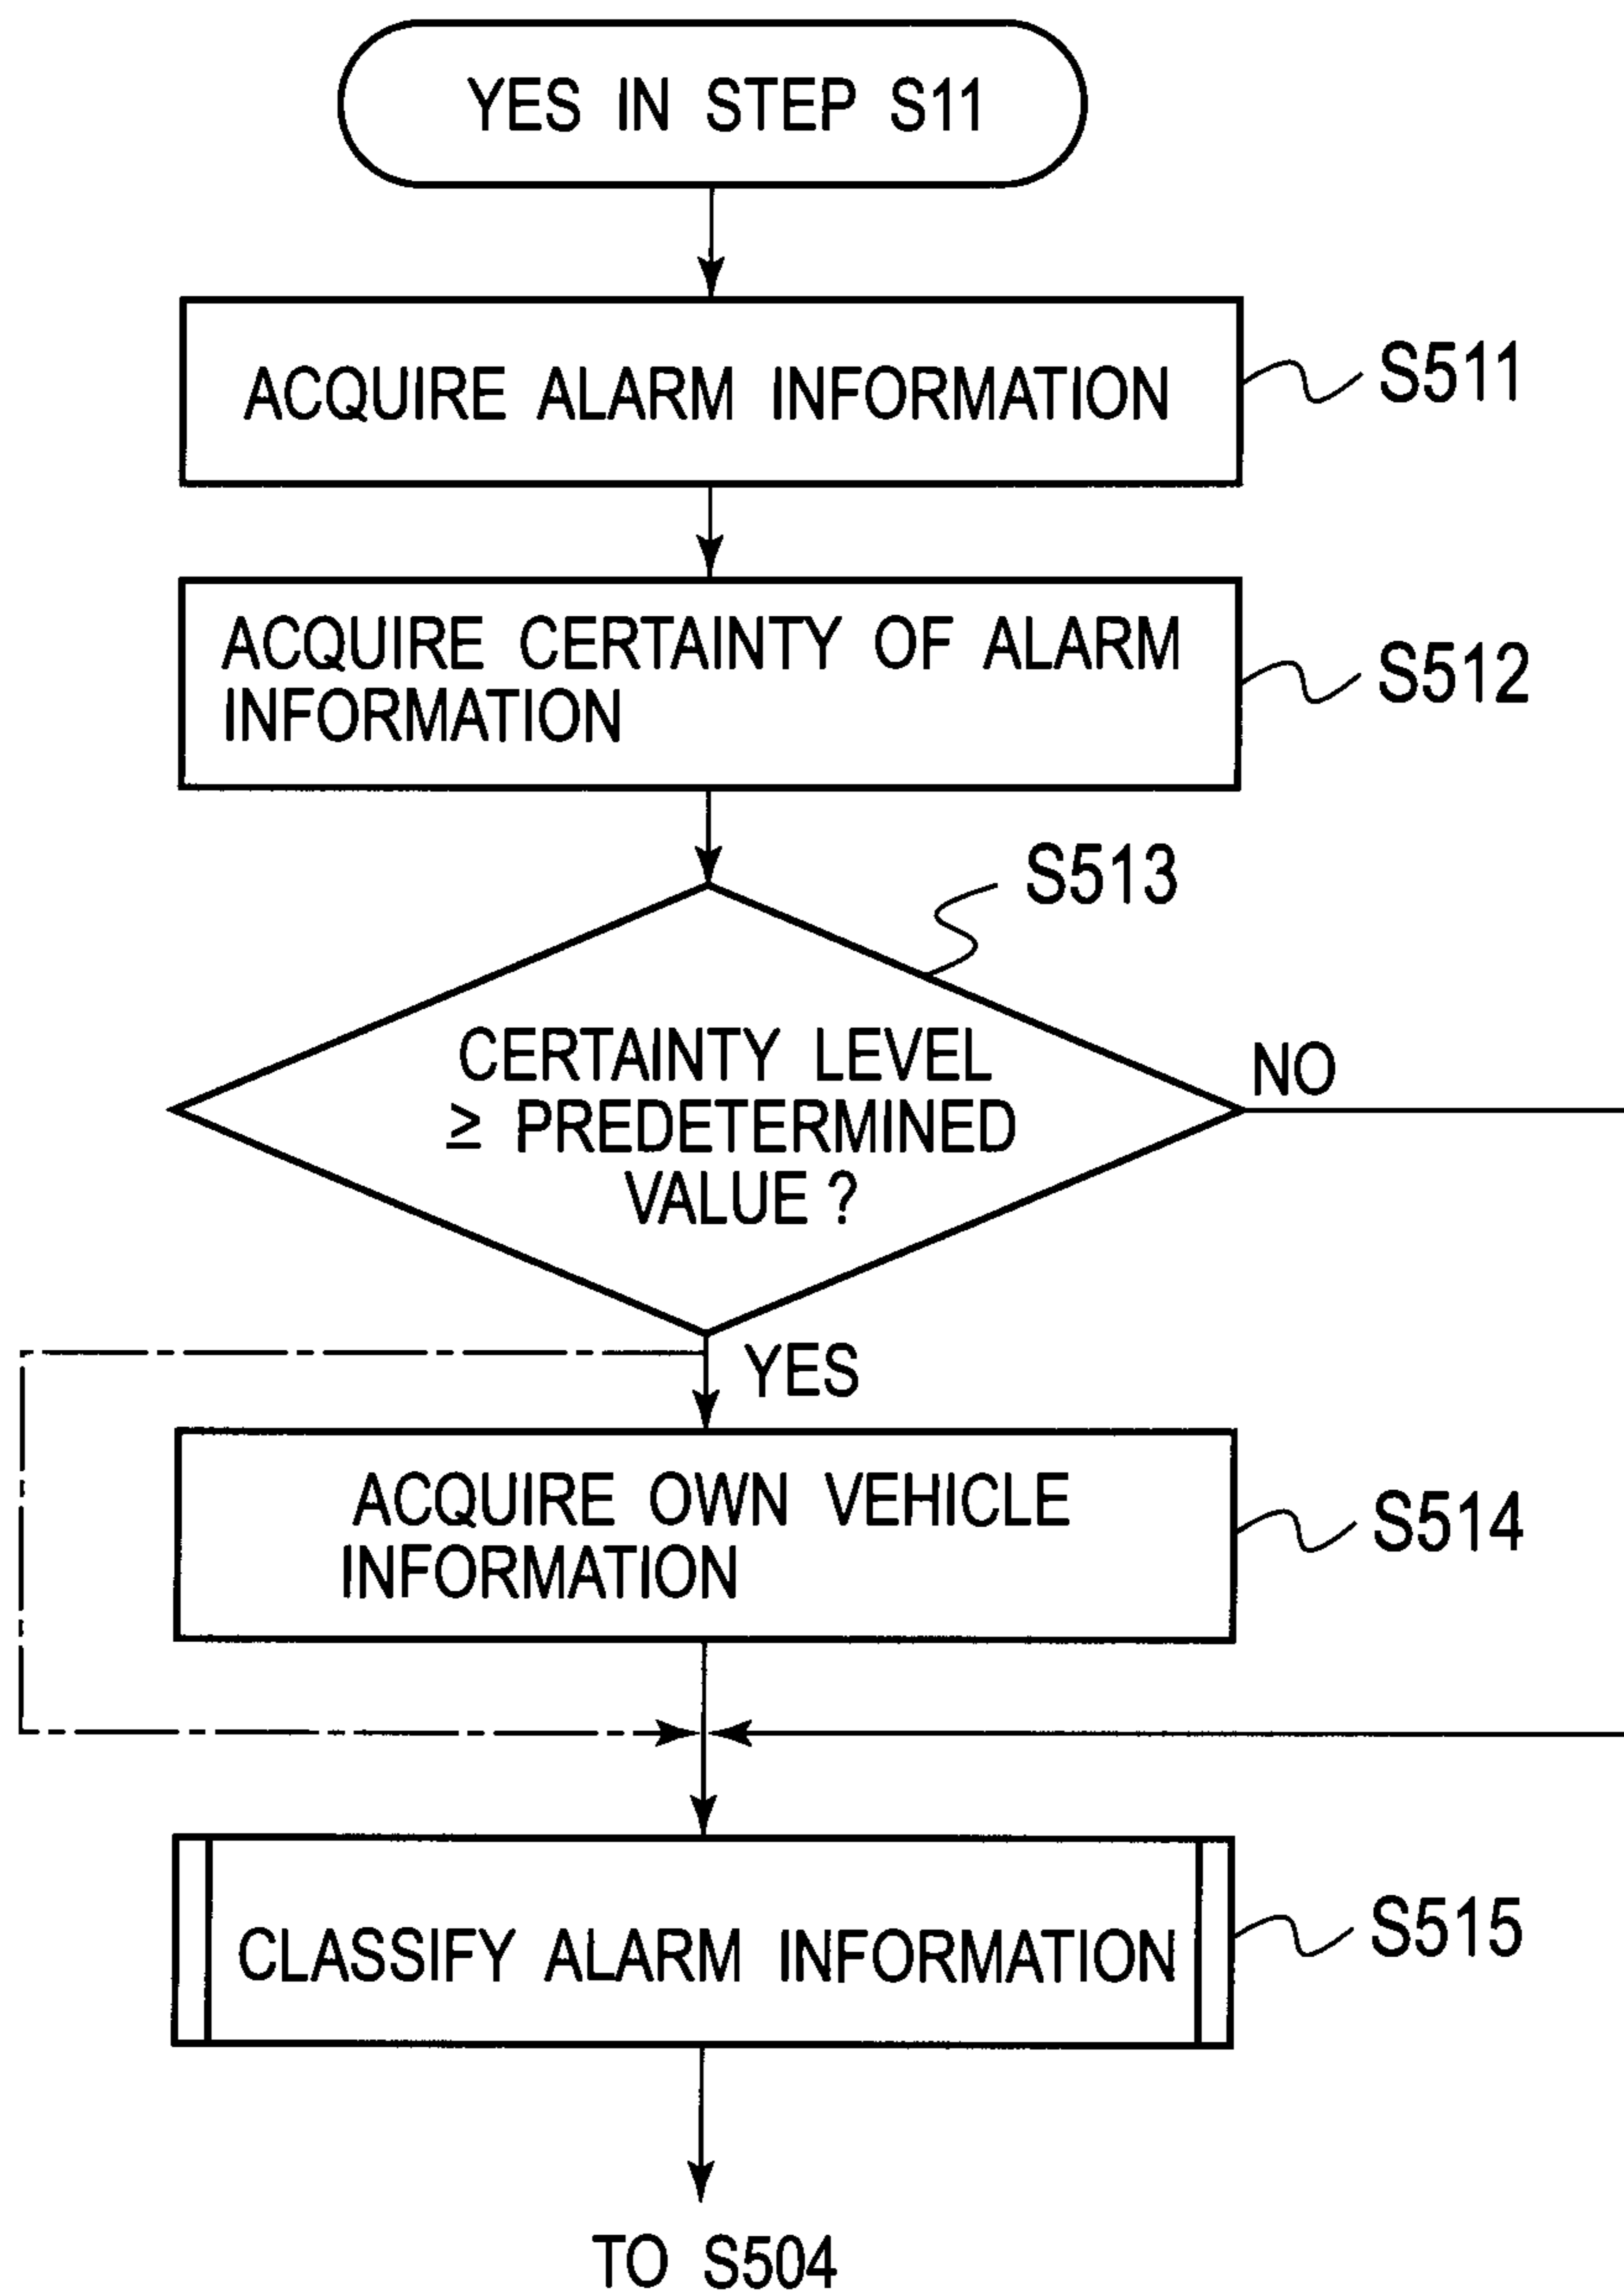 YES IN STEP S11
ACQUIRE ALARM INFORMATION
S511
ACQUIRE CERTAINTY OF ALARM
INFORMATION
S512
S513
CERTAINTY LEVEL
≥ PREDETERMINED
VALUE ?
NO
YES
ACQUIRE OWN VEHICLE
INFORMATION
S514
CLASSIFY ALARM INFORMATION
S515
TO S504